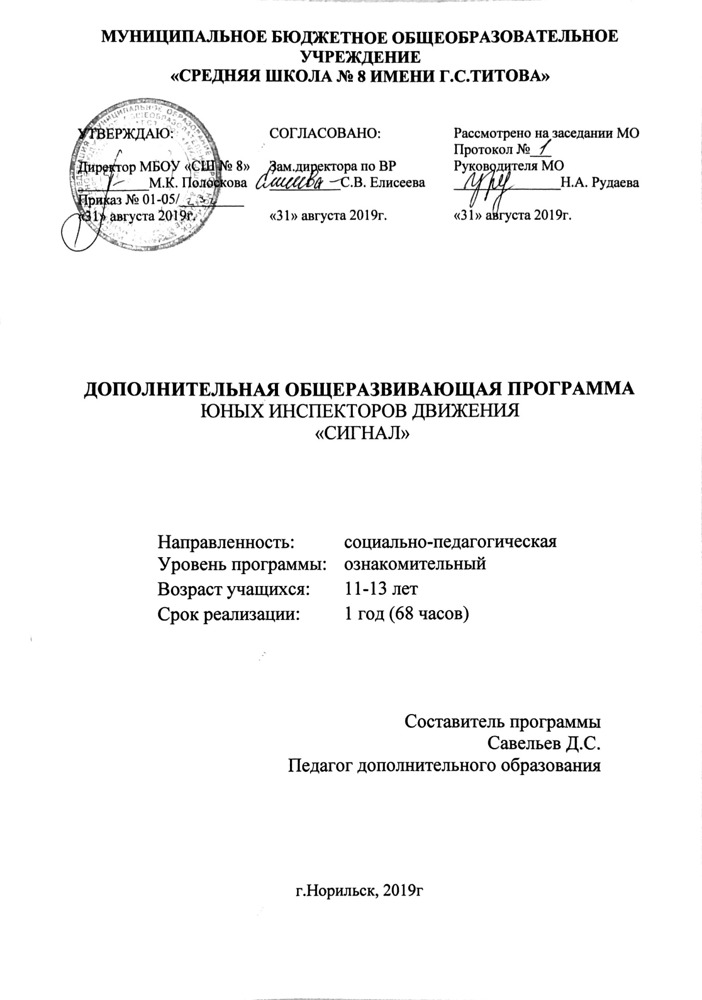 МУНИЦИПАЛЬНОЕ БЮДЖЕТНОЕ ОБЩЕОБРАЗОВАТЕЛЬНОЕ
УЧРЕЖДЕНИЕ
«СРЕДНЯЯ ШКОЛА № 8 ИМЕНИ Г.С.ТИТОВА»
УТВЕРЖДАЮ:
Директор МБОУ «СШ № 8»
__________М.К. Полоскова
Приказ № 01-05/
«31» августа 2019г.
СОГЛАСОВАНО:
Зам.директора по ВР
__________С.В. Елисеева
«31» августа 2019г.
Рассмотрено на заседании МО
Протокол № 1
Руководителя МО
_______________Н.А. Рудаева
«31» августа 2019г.
ДОПОЛНИТЕЛЬНАЯ ОБЩЕРАЗВИВАЮЩАЯ ПРОГРАММА
ЮНЫХ ИНСПЕКТОРОВ ДВИЖЕНИЯ
«СИГНАЛ»
Направленность: социально-педагогическая
Уровень программы: ознакомительный
Возраст учащихся: 11-13 лет
Срок реализации: 1 год (68 часов)
Составитель программы
Савельев Д.С.
Педагог дополнительного образования
г.Норильск, 2019г